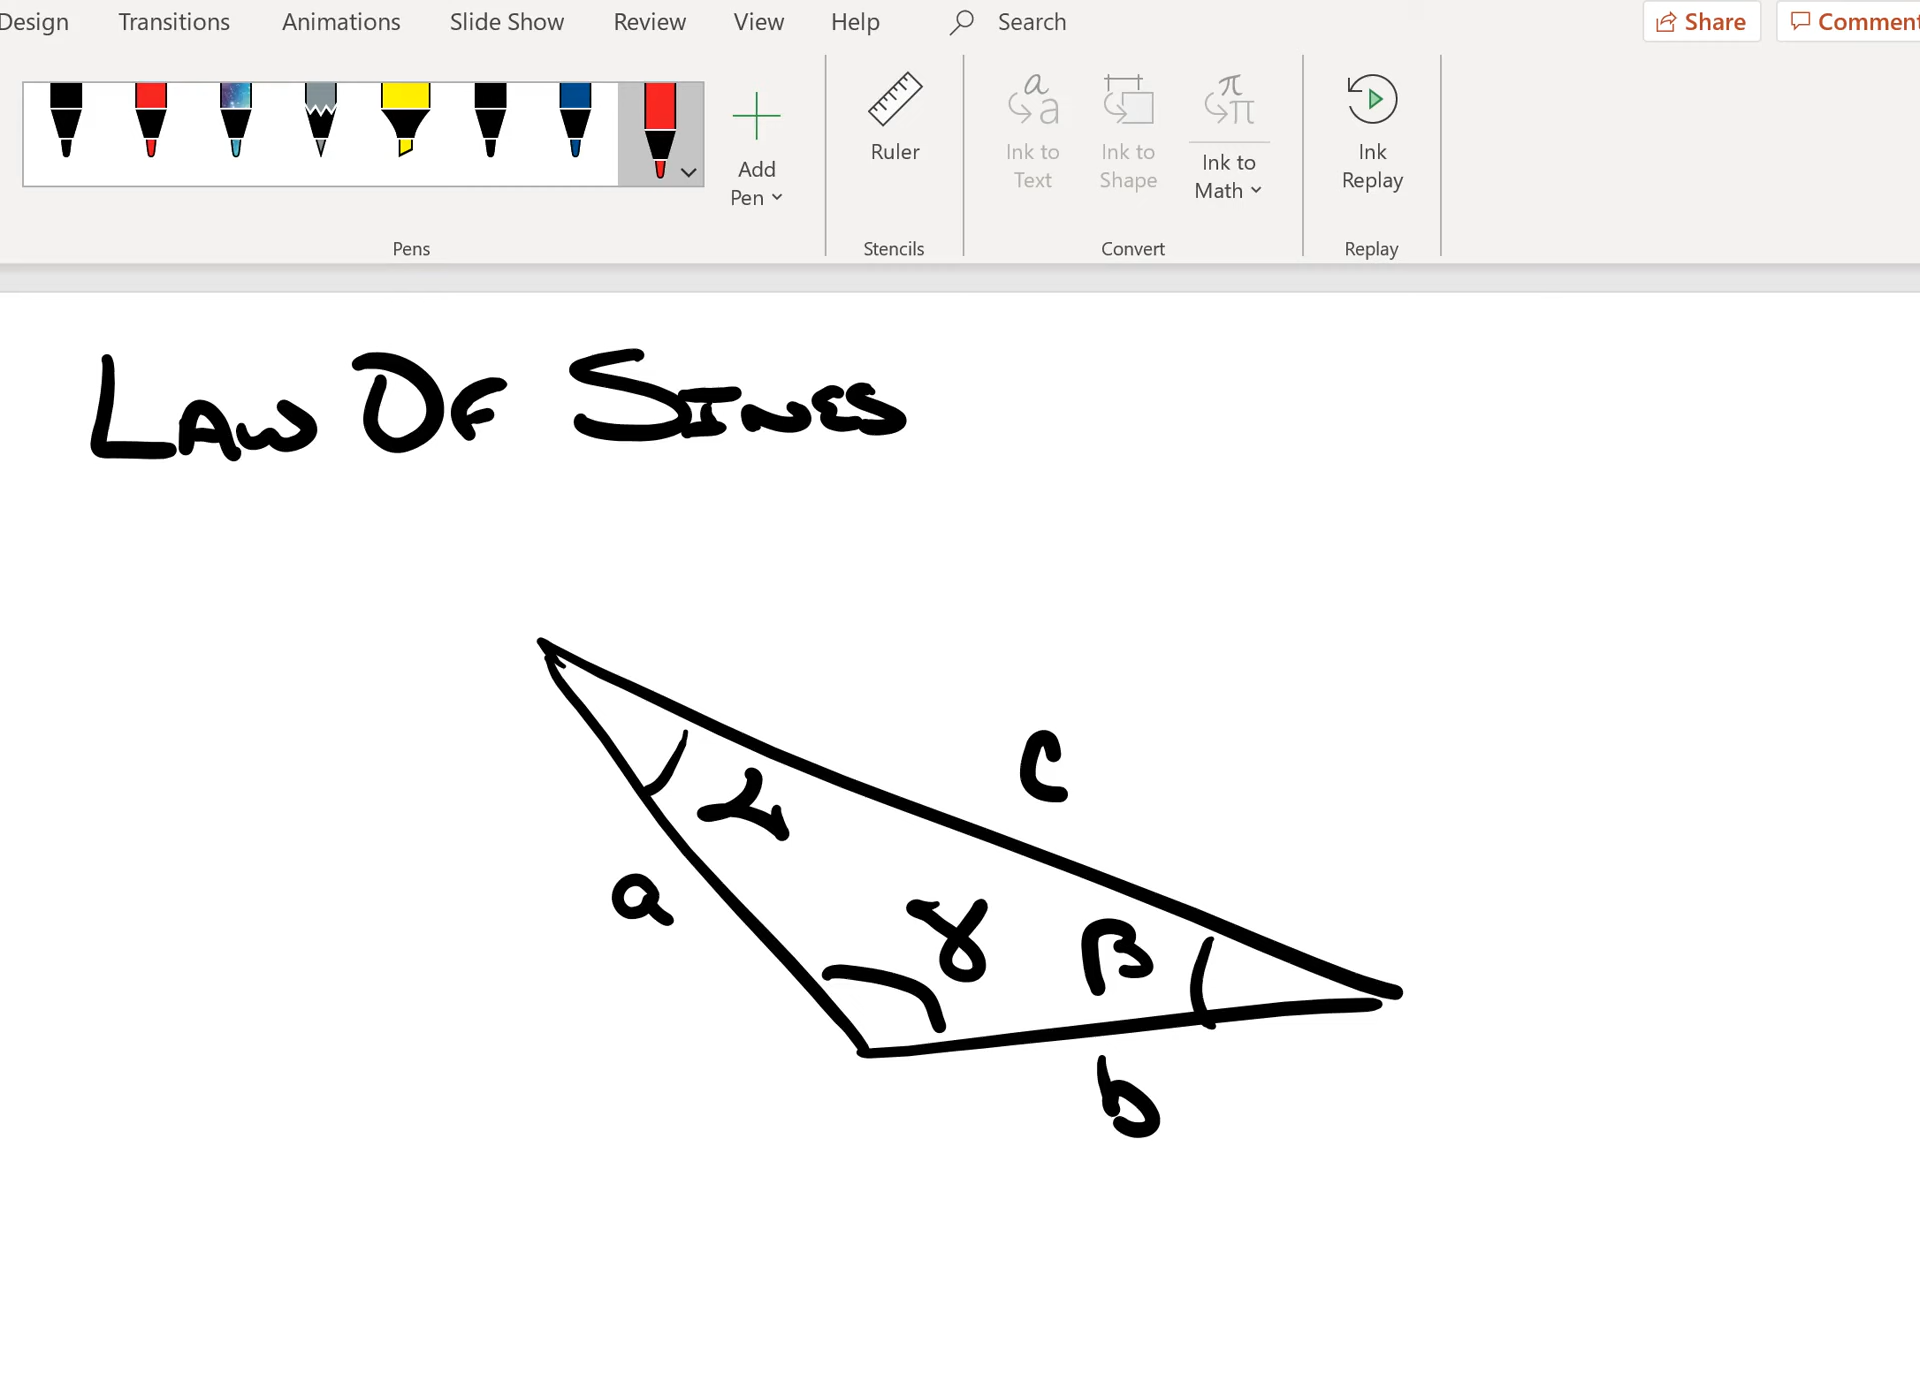 Design Transitions Animations Slide Show Review View Help Search Share Comment
Add Pen
Ruler
Ink to Text
Ink to Shape
Ink to Math
Ink Replay
Pens Stencils Convert Replay
LAW OF SINES
c
a
γ
β
b